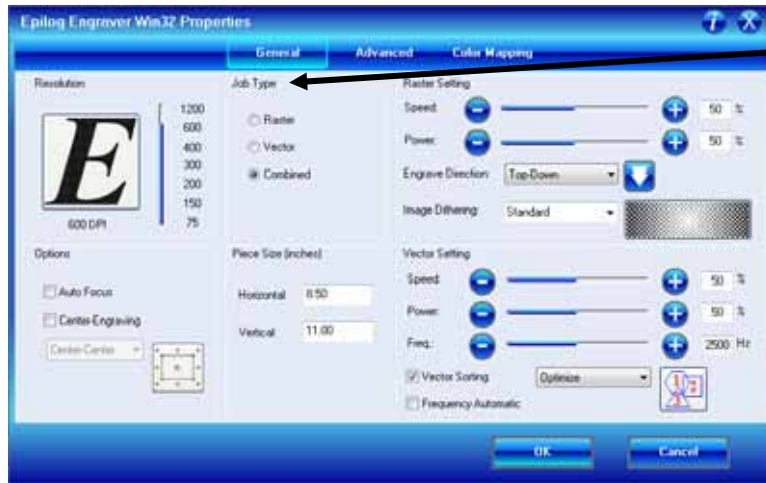 Epilog Engraver Win32 Properties
General Advanced Color Mapping
Resolution
E
1200
600
400
300
200
150
75
600 DPI
Job Type
Raster
Vector
Combined
Raster Setting
Speed: 50 %
Power: 50 %
Engrave Direction: Top-Down
Image Dithering: Standard
Options
Auto Focus
Center-Engraving
Center-Center
Piece Size (inches)
Horizontal 8.50
Vertical 11.00
Vector Setting
Speed: 50 %
Power: 50 %
Freq.: 2500 Hz
Vector Sorting Optimize
Frequency Automatic
OK Cancel